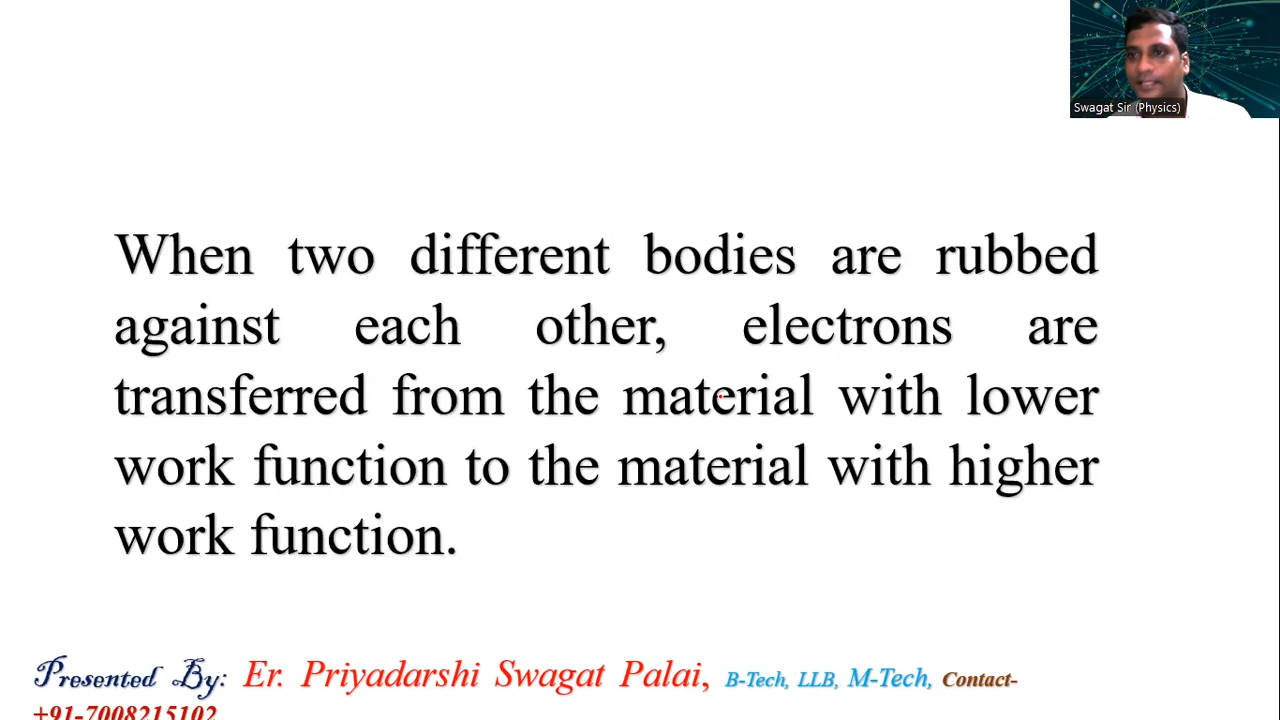 Swagat Sir (Physics)
When two different bodies are rubbed
against each other, electrons are
transferred from the material with lower
work function to the material with higher
work function.
Presented By: Er. Priyadarshi Swagat Palai, B-Tech, LLB, M-Tech, Contact-
+91-7008215102